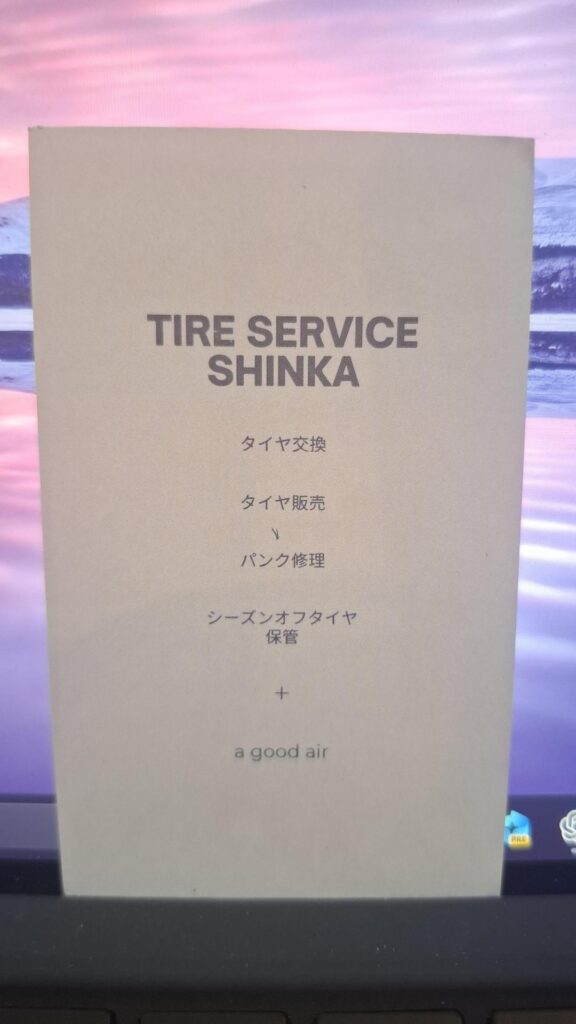 TIRE SERVICE
SHINKA
タイヤ交換
タイヤ販売
パンク修理
シーズンオフタイヤ
保管
+
a good air
PRE